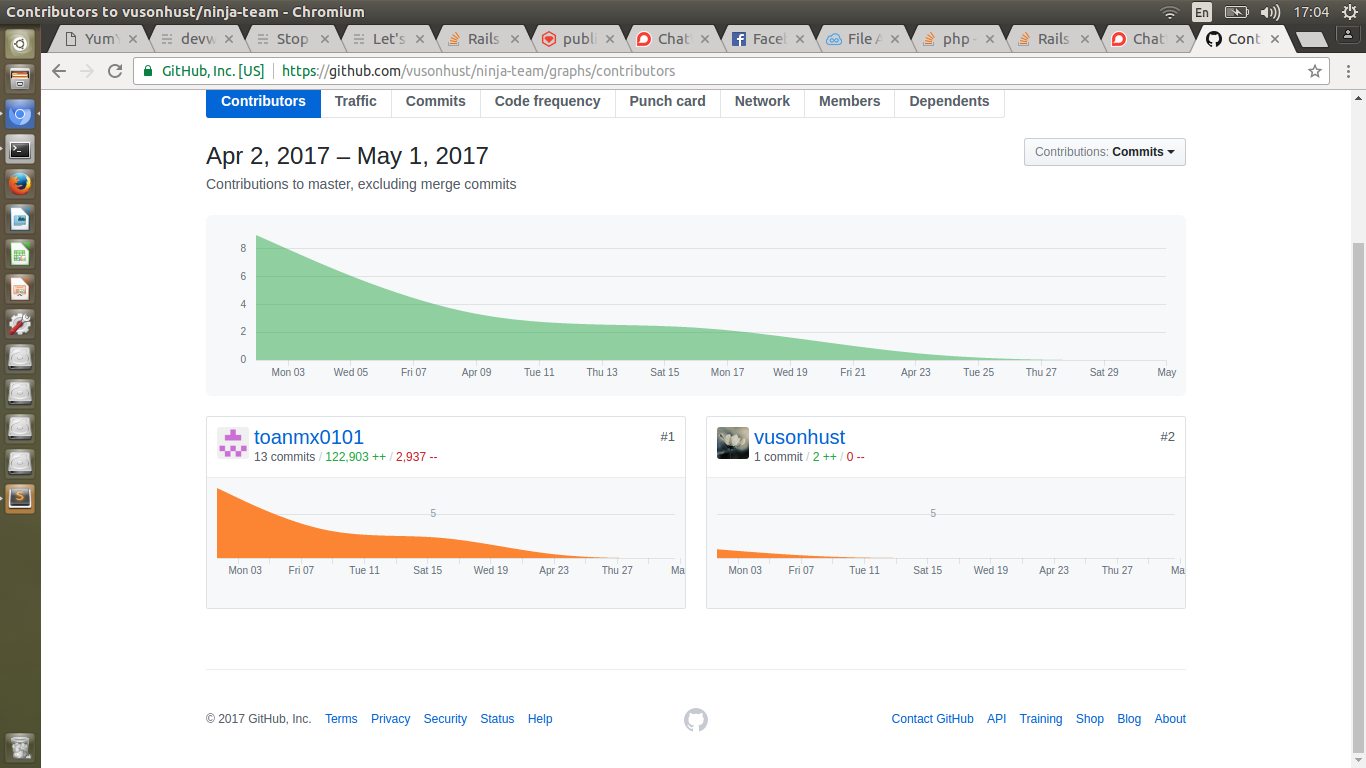 Contributors to vusonhust/ninja-team - Chromium
En
17:04
Yum
devw
Stop
Let's
Rails
publi
Chat
Facel
File A
php -
Rails
Chat
Cont
GitHub, Inc. [US]
https://github.com/vusonhust/ninja-team/graphs/contributors
Contributors
Traffic
Commits
Code frequency
Punch card
Network
Members
Dependents
Apr 2, 2017 – May 1, 2017
Contributions: Commits
Contributions to master, excluding merge commits
8
6
4
2
0
Mon 03
Wed 05
Fri 07
Apr 09
Tue 11
Thu 13
Sat 15
Mon 17
Wed 19
Fri 21
Apr 23
Tue 25
Thu 27
Sat 29
May
toanmx0101
#1
13 commits / 122,903 ++ / 2,937 --
5
Mon 03
Fri 07
Tue 11
Sat 15
Wed 19
Apr 23
Thu 27
Ma
vusonhust
#2
1 commit / 2 ++ / 0 --
5
Mon 03
Fri 07
Tue 11
Sat 15
Wed 19
Apr 23
Thu 27
Ma
© 2017 GitHub, Inc.
Terms
Privacy
Security
Status
Help
Contact GitHub
API
Training
Shop
Blog
About